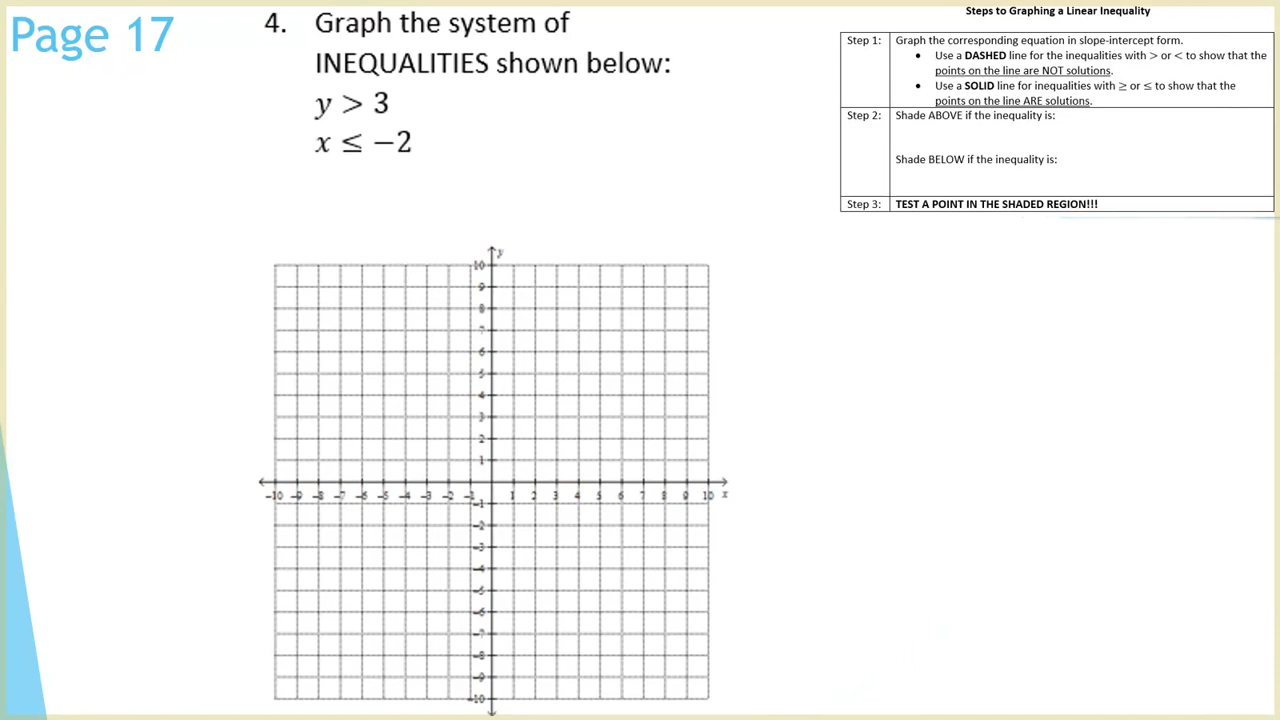 Page 17
4. Graph the system of
INEQUALITIES shown below:
y > 3
x ≤ −2
Steps to Graphing a Linear Inequality
Step 1: Graph the corresponding equation in slope-intercept form.
• Use a DASHED line for the inequalities with > or < to show that the
points on the line are NOT solutions.
• Use a SOLID line for inequalities with ≥ or ≤ to show that the
points on the line ARE solutions.
Step 2: Shade ABOVE if the inequality is:
Shade BELOW if the inequality is:
Step 3: TEST A POINT IN THE SHADED REGION!!!
y
10
9
8
7
6
5
4
3
2
1
-10 -9 -8 -7 -6 -5 -4 -3 -2 -1 1 2 3 4 5 6 7 8 9 10 x
-1
-2
-3
-4
-5
-6
-7
-8
-9
-10